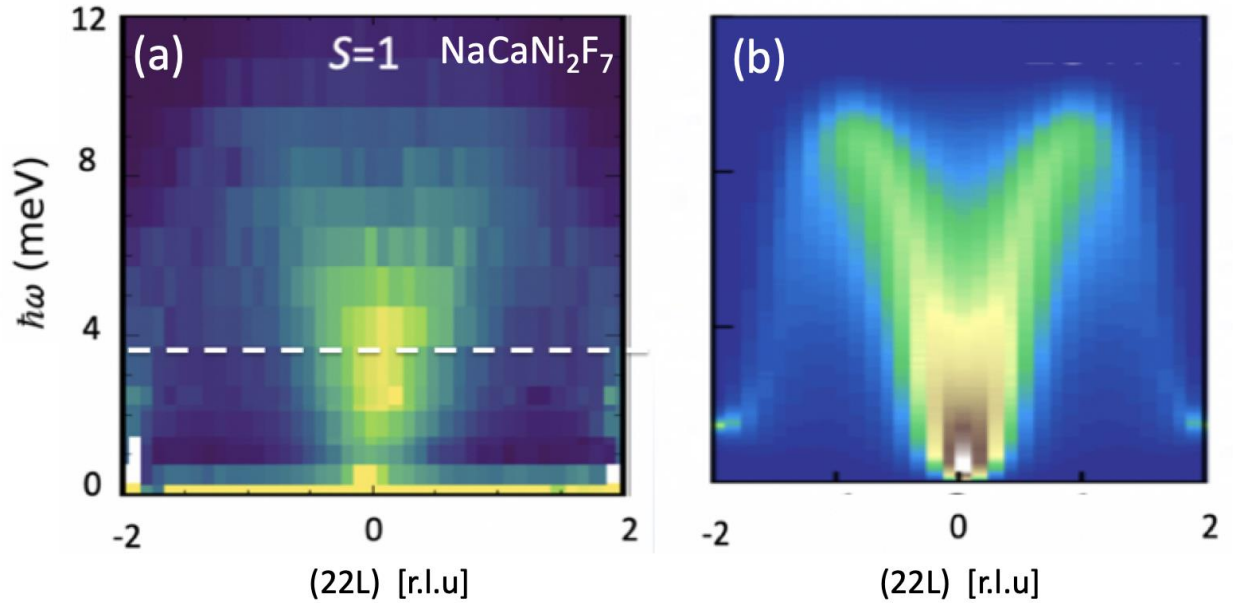 12
(a) S=1 NaCaNi₂F₇ (b)
8
ħω (meV)
4
0
-2 0 2 -2 0 2
(22L) [r.l.u] (22L) [r.l.u]